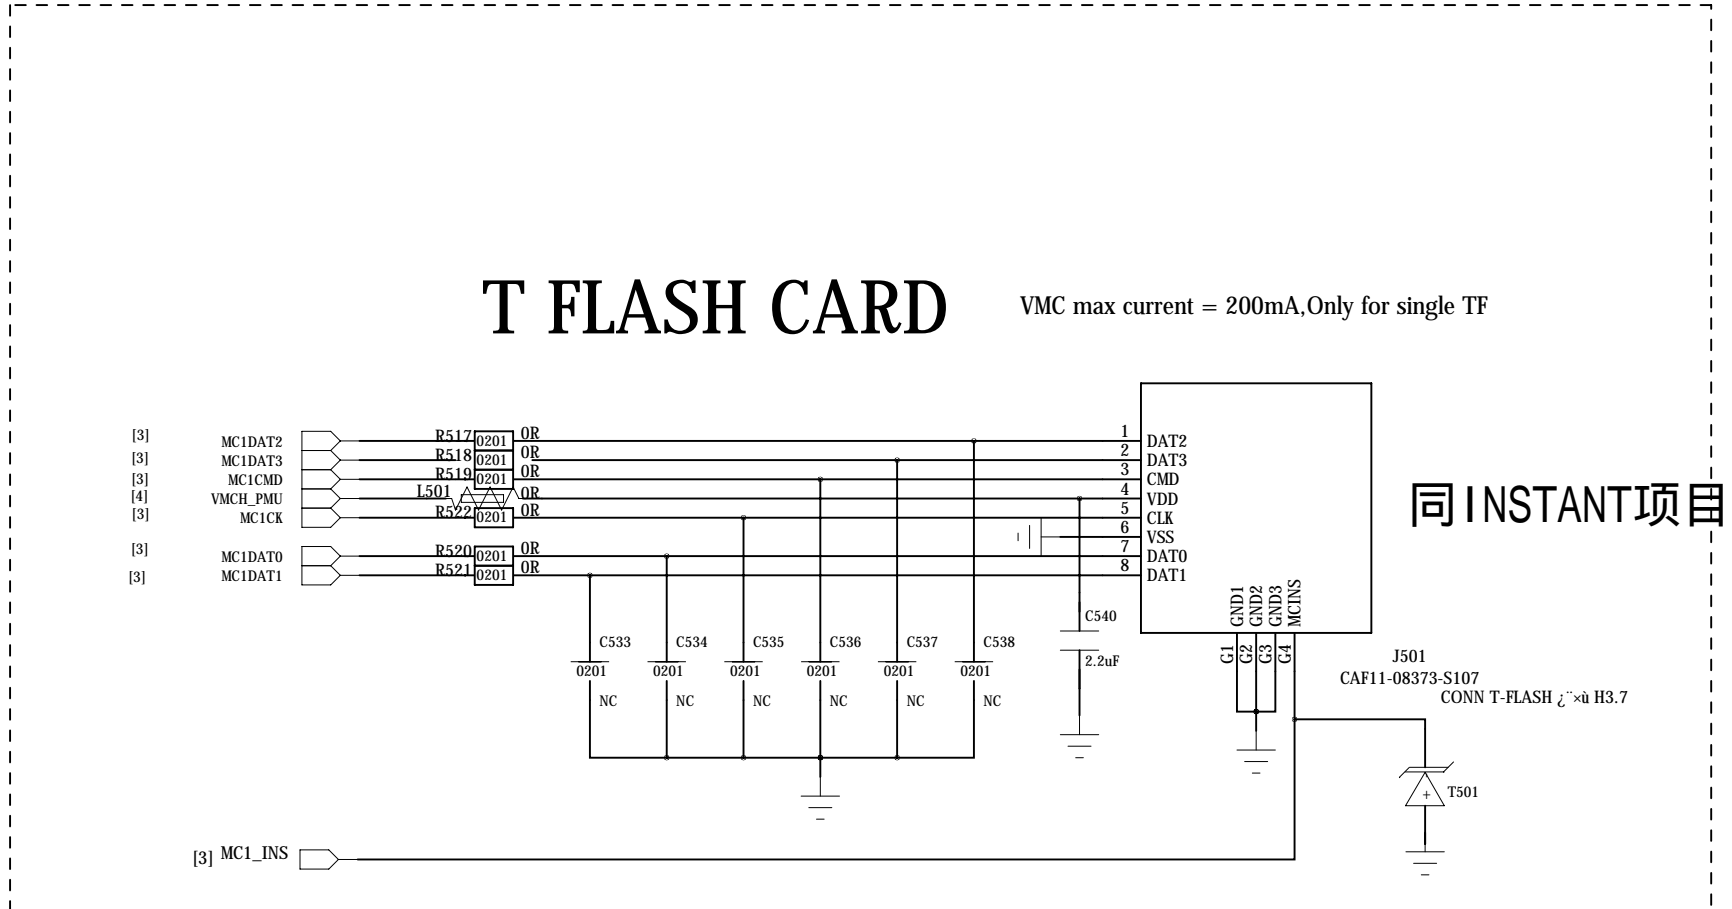 T FLASH CARD
VMC max current = 200mA,Only for single TF
[3] MC1DAT2 R517 0201 0R 1 DAT2
[3] MC1DAT3 R518 0201 0R 2 DAT3
[3] MC1CMD R519 0201 0R 3 CMD
[4] VMCH_PMU L501 0R 4 VDD
[3] MC1CK R522 0201 0R 5 CLK
6 VSS
[3] MC1DAT0 R520 0201 0R 7 DAT0
[3] MC1DAT1 R521 0201 0R 8 DAT1
同INSTANT项目
GND1 GND2 GND3 MCINS
G1 G2 G3 G4
C533 C534 C535 C536 C537 C538
0201 0201 0201 0201 0201 0201
NC NC NC NC NC NC
C540
2.2uF
J501
CAF11-08373-S107
CONN T-FLASH ¿¨×ù H3.7
T501
[3] MC1_INS